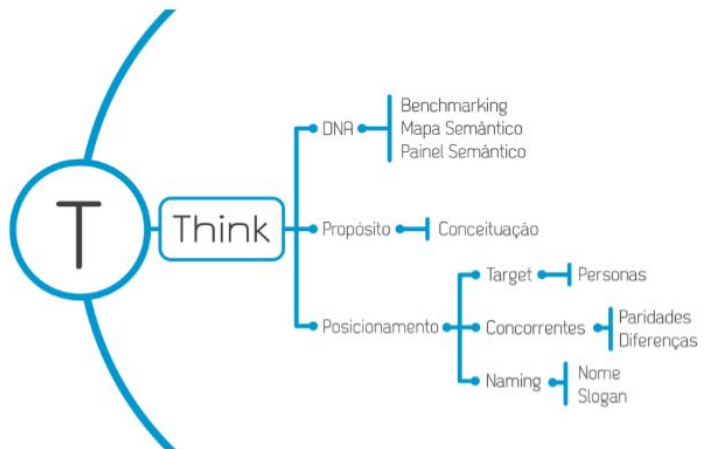 T
Think
DNA
Benchmarking
Mapa Semântico
Painel Semântico
Propósito
Conceituação
Posicionamento
Target
Personas
Concorrentes
Paridades
Diferenças
Naming
Nome
Slogan